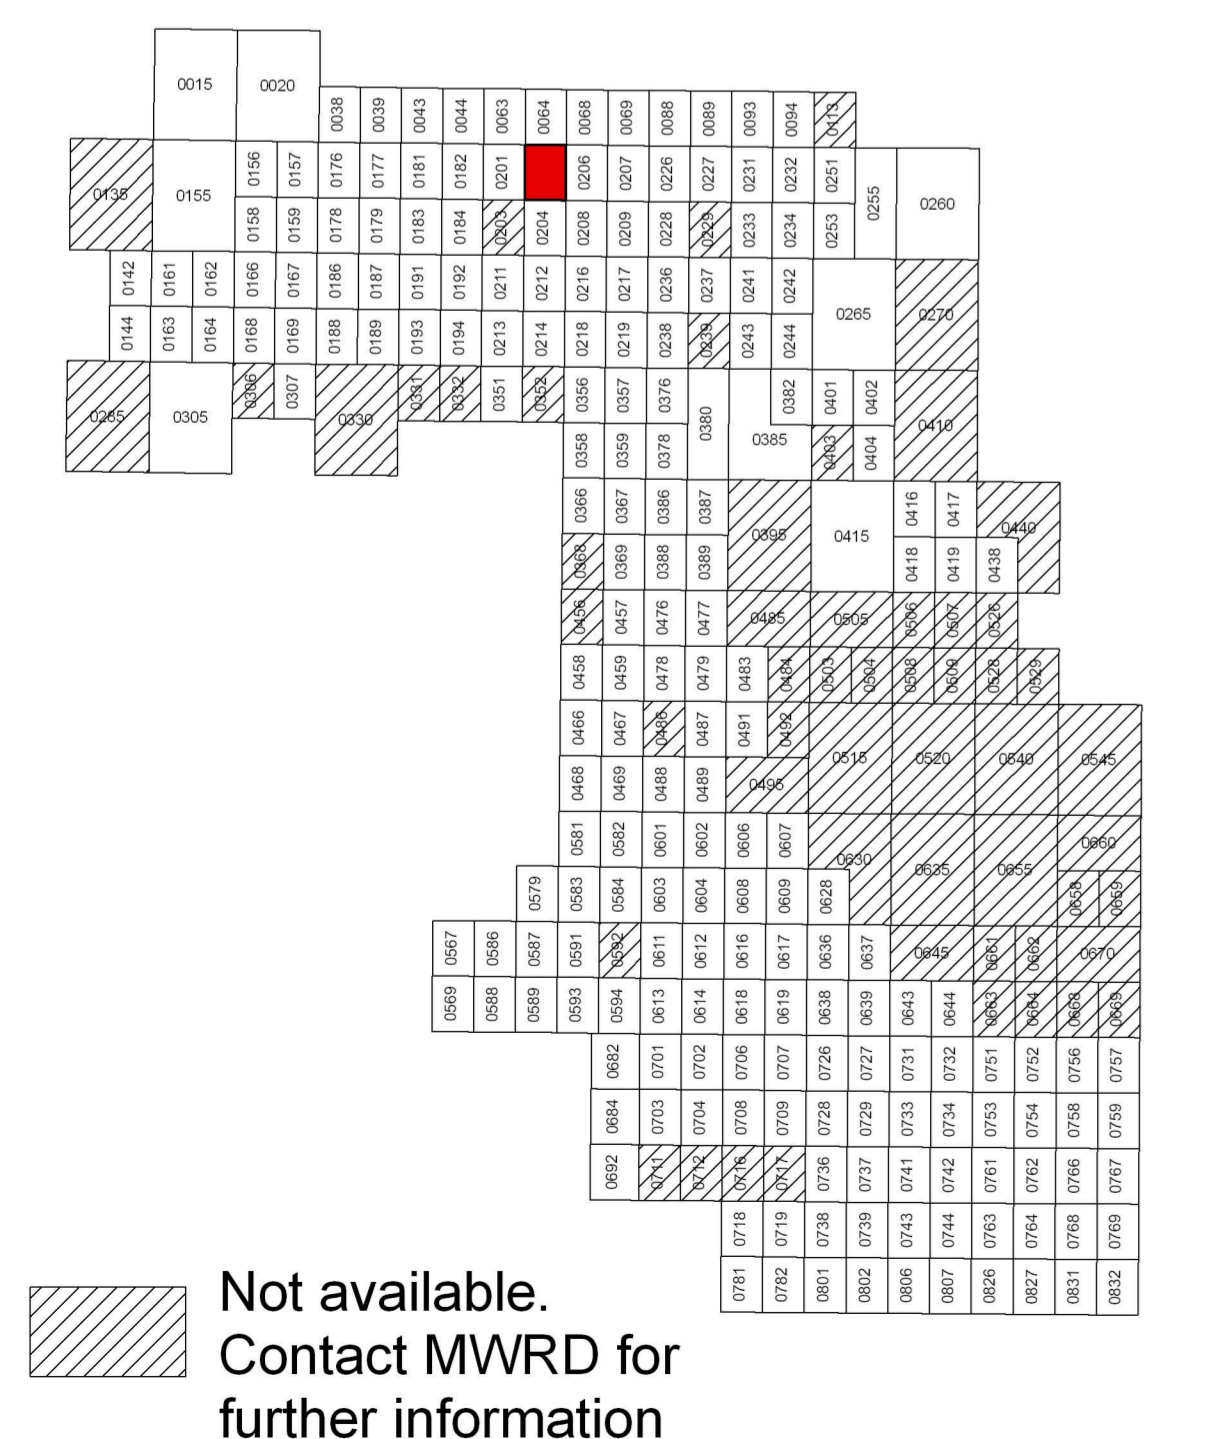 0015 0020
0038 0039 0043 0044 0063 0064 0068 0069 0088 0089 0093 0094 0113
0135 0155
0156 0157 0176 0177 0181 0182 0201 0206 0207 0226 0227 0231 0232 0251
0255 0260
0158 0159 0178 0179 0183 0184 0203 0204 0208 0209 0228 0229 0233 0234 0253
0142 0161 0162 0166 0167 0186 0187 0191 0192 0211 0212 0216 0217 0236 0237 0241 0242
0265 0270
0144 0163 0164 0168 0169 0188 0189 0193 0194 0213 0214 0218 0219 0238 0239 0243 0244
0285 0305 0306 0307 0330 0331 0332 0351 0352 0356 0357 0376 0380 0385 0382 0401 0402 0410
0358 0359 0378 0403 0404
0366 0367 0386 0387 0395 0415 0416 0417 0440
0368 0369 0388 0389 0418 0419 0438
0456 0457 0476 0477 0485 0505 0506 0507 0526
0458 0459 0478 0479 0483 0484 0503 0504 0508 0509 0528 0529
0466 0467 0486 0487 0491 0492 0515 0520 0540 0545
0468 0469 0488 0489 0495
0581 0582 0601 0602 0606 0607 0630 0635 0655 0660
0579 0583 0584 0603 0604 0608 0609 0628 0658 0659
0567 0586 0587 0591 0592 0611 0612 0616 0617 0636 0637 0645 0661 0662 0670
0569 0588 0589 0593 0594 0613 0614 0618 0619 0638 0639 0643 0644 0663 0664 0668 0669
0682 0701 0702 0706 0707 0726 0727 0731 0732 0751 0752 0756 0757
0684 0703 0704 0708 0709 0728 0729 0733 0734 0753 0754 0758 0759
0692 0711 0712 0716 0717 0736 0737 0741 0742 0761 0762 0766 0767
0718 0719 0738 0739 0743 0744 0763 0764 0768 0769
0781 0782 0801 0802 0806 0807 0826 0827 0831 0832
Not available.
Contact MWRD for
further information